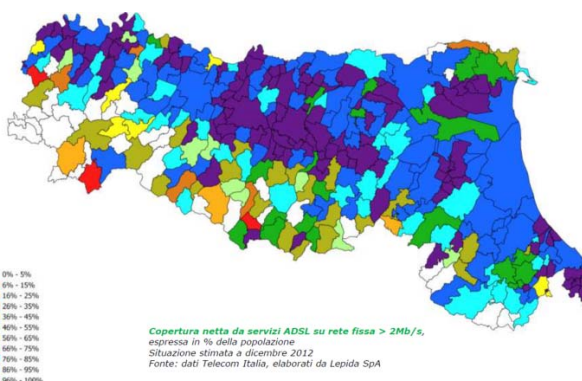 0% - 5%
6% - 15%
16% - 25%
26% - 35%
36% - 45%
46% - 55%
56% - 65%
66% - 75%
76% - 85%
86% - 95%
96% - 100%
Copertura netta da servizi ADSL su rete fissa > 2Mb/s,
espressa in % della popolazione
Situazione stimata a dicembre 2012
Fonte: dati Telecom Italia, elaborati da Lepida SpA